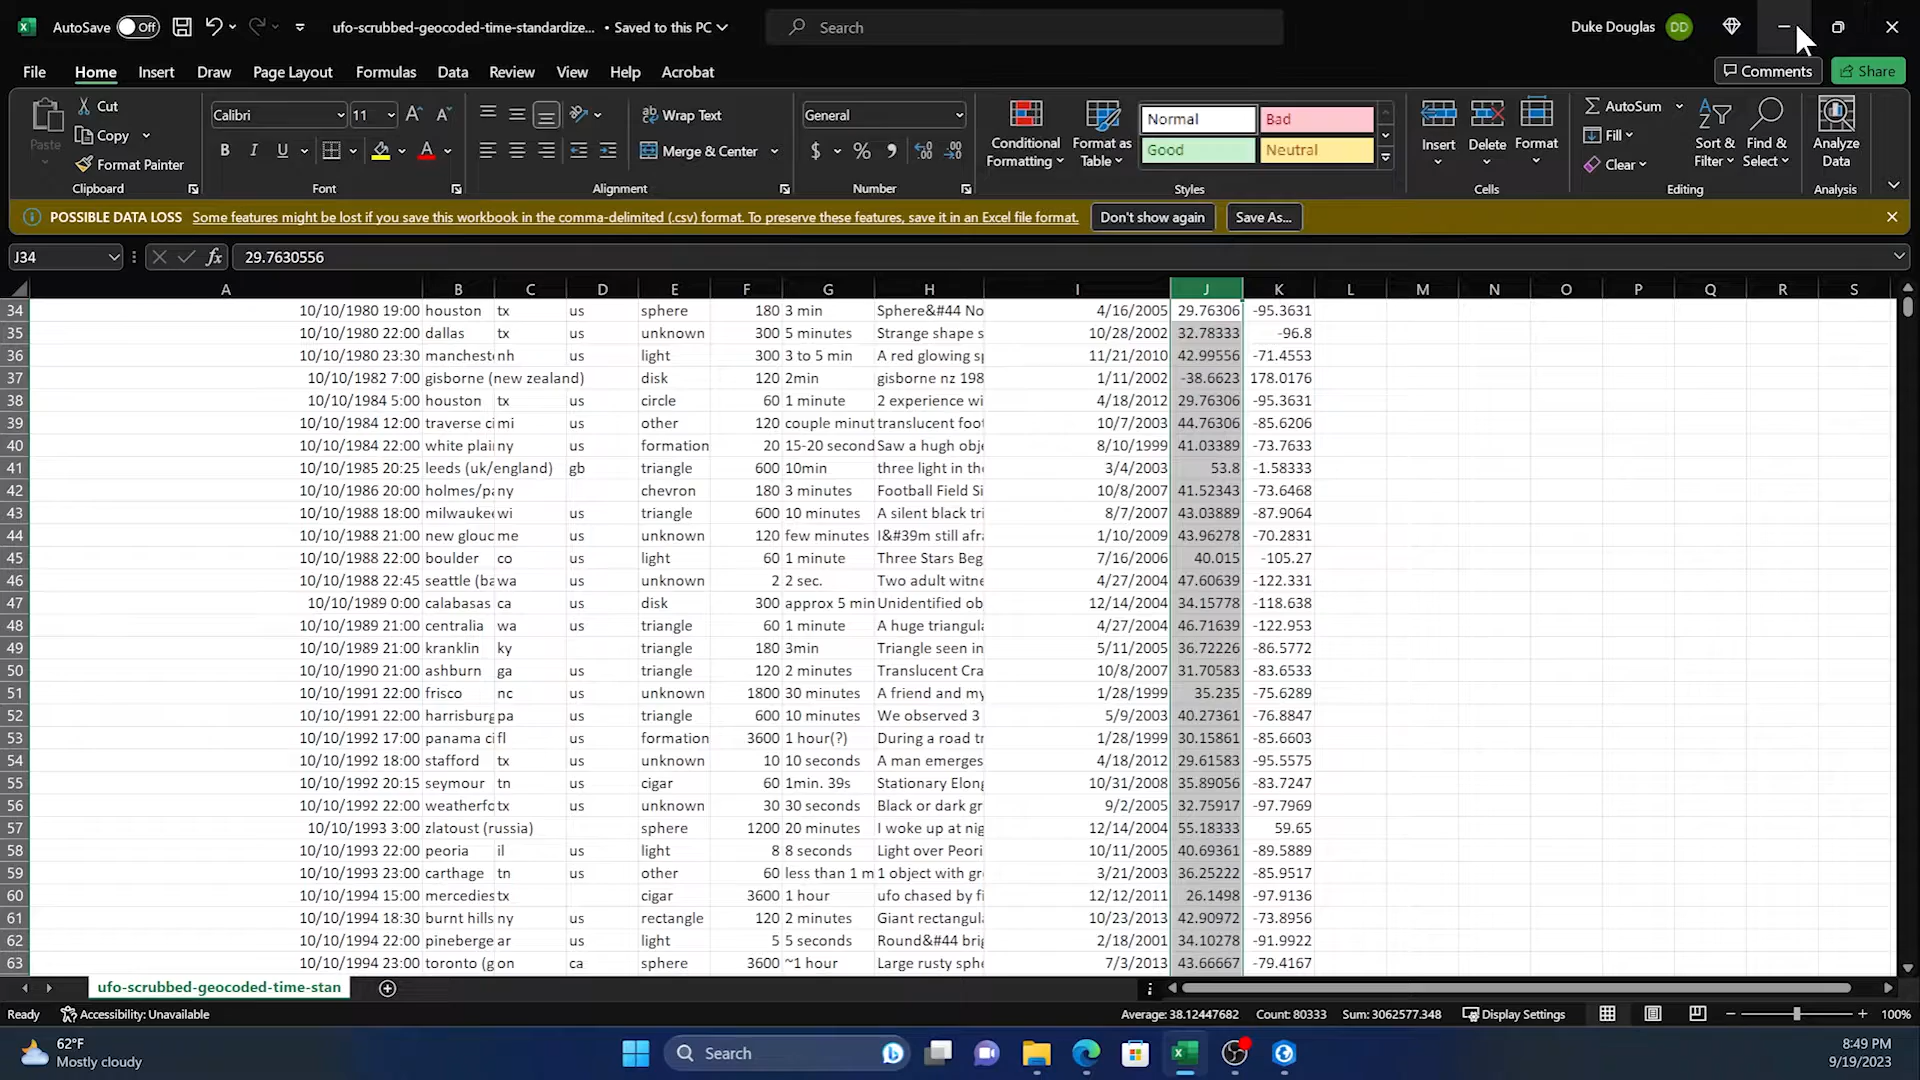 AutoSave Off ufo-scrubbed-geocoded-time-standardize... • Saved to this PC Search Duke Douglas DD
File Home Insert Draw Page Layout Formulas Data Review View Help Acrobat Comments Share
Paste Cut Copy Format Painter Clipboard
Calibri 11 B I U Font
Wrap Text Merge & Center Alignment
General $ % Number
Conditional Formatting Format as Table Normal Bad Good Neutral Styles
Insert Delete Format Cells
AutoSum Fill Clear Sort & Filter Find & Select Editing
Analyze Data Analysis
POSSIBLE DATA LOSS Some features might be lost if you save this workbook in the comma-delimited (.csv) format. To preserve these features, save it in an Excel file format. Don't show again Save As...
J34 fx 29.7630556
A B C D E F G H I J K L M N O P Q R S
34 10/10/1980 19:00 houston tx us sphere 180 3 min Sphere&#44 No 4/16/2005 29.76306 -95.3631
35 10/10/1980 22:00 dallas tx us unknown 300 5 minutes Strange shape s 10/28/2002 32.78333 -96.8
36 10/10/1980 23:30 manchest nh us light 300 3 to 5 min A red glowing sp 11/21/2010 42.99556 -71.4553
37 10/10/1982 7:00 gisborne (new zealand) disk 120 2min gisborne nz 198 1/11/2002 -38.6623 178.0176
38 10/10/1984 5:00 houston tx us circle 60 1 minute 2 experience wi 4/18/2012 29.76306 -95.3631
39 10/10/1984 12:00 traverse ci mi us other 120 couple minut translucent foot 10/7/2003 44.76306 -85.6206
40 10/10/1984 22:00 white plai ny us formation 20 15-20 second Saw a hugh obje 8/10/1999 41.03389 -73.7633
41 10/10/1985 20:25 leeds (uk/england) gb triangle 600 10min three light in the 3/4/2003 53.8 -1.58333
42 10/10/1986 20:00 holmes/pa ny chevron 180 3 minutes Football Field Si 10/8/2007 41.52343 -73.6468
43 10/10/1988 18:00 milwauke wi us triangle 600 10 minutes A silent black tri 8/7/2007 43.03889 -87.9064
44 10/10/1988 21:00 new glouc me us unknown 120 few minutes I&#39m still afra 1/10/2009 43.96278 -70.2831
45 10/10/1988 22:00 boulder co us light 60 1 minute Three Stars Beg 7/16/2006 40.015 -105.27
46 10/10/1988 22:45 seattle (ba wa us unknown 2 2 sec. Two adult witne 4/27/2004 47.60639 -122.331
47 10/10/1989 0:00 calabasas ca us disk 300 approx 5 min Unidentified ob 12/14/2004 34.15778 -118.638
48 10/10/1989 21:00 centralia wa us triangle 60 1 minute A huge triangula 4/27/2004 46.71639 -122.953
49 10/10/1989 21:00 kranklin ky triangle 180 3min Triangle seen in 5/11/2005 36.72226 -86.5772
50 10/10/1990 21:00 ashburn ga us triangle 120 2 minutes Translucent Cra 10/8/2007 31.70583 -83.6533
51 10/10/1991 22:00 frisco nc us unknown 1800 30 minutes A friend and my 1/28/1999 35.235 -75.6289
52 10/10/1991 22:00 harrisburg pa us triangle 600 10 minutes We observed 3 5/9/2003 40.27361 -76.8847
53 10/10/1992 17:00 panama ci fl us formation 3600 1 hour(?) During a road tr 1/28/1999 30.15861 -85.6603
54 10/10/1992 18:00 stafford tx us unknown 10 10 seconds A man emerges 4/18/2012 29.61583 -95.5575
55 10/10/1992 20:15 seymour tn us cigar 60 1min. 39s Stationary Elong 10/31/2008 35.89056 -83.7247
56 10/10/1992 22:00 weatherfo tx us unknown 30 30 seconds Black or dark gr 9/2/2005 32.75917 -97.7969
57 10/10/1993 3:00 zlatoust (russia) sphere 1200 20 minutes I woke up at nig 12/14/2004 55.18333 59.65
58 10/10/1993 22:00 peoria il us light 8 8 seconds Light over Peori 10/11/2005 40.69361 -89.5889
59 10/10/1993 23:00 carthage tn us other 60 less than 1 m 1 object with gr 3/21/2003 36.25222 -85.9517
60 10/10/1994 15:00 mercedies tx cigar 3600 1 hour ufo chased by fi 12/12/2011 26.1498 -97.9136
61 10/10/1994 18:30 burnt hills ny us rectangle 120 2 minutes Giant rectangula 10/23/2013 42.90972 -73.8956
62 10/10/1994 22:00 pineberge ar us light 5 5 seconds Round&#44 brig 2/18/2001 34.10278 -91.9922
63 10/10/1994 23:00 toronto (g on ca sphere 3600 ~1 hour Large rusty sphe 7/3/2013 43.66667 -79.4167
ufo-scrubbed-geocoded-time-stan
Ready Accessibility: Unavailable Average: 38.12447682 Count: 80333 Sum: 3062577.348 Display Settings 100%
62°F Mostly cloudy Search 8:49 PM 9/19/2023